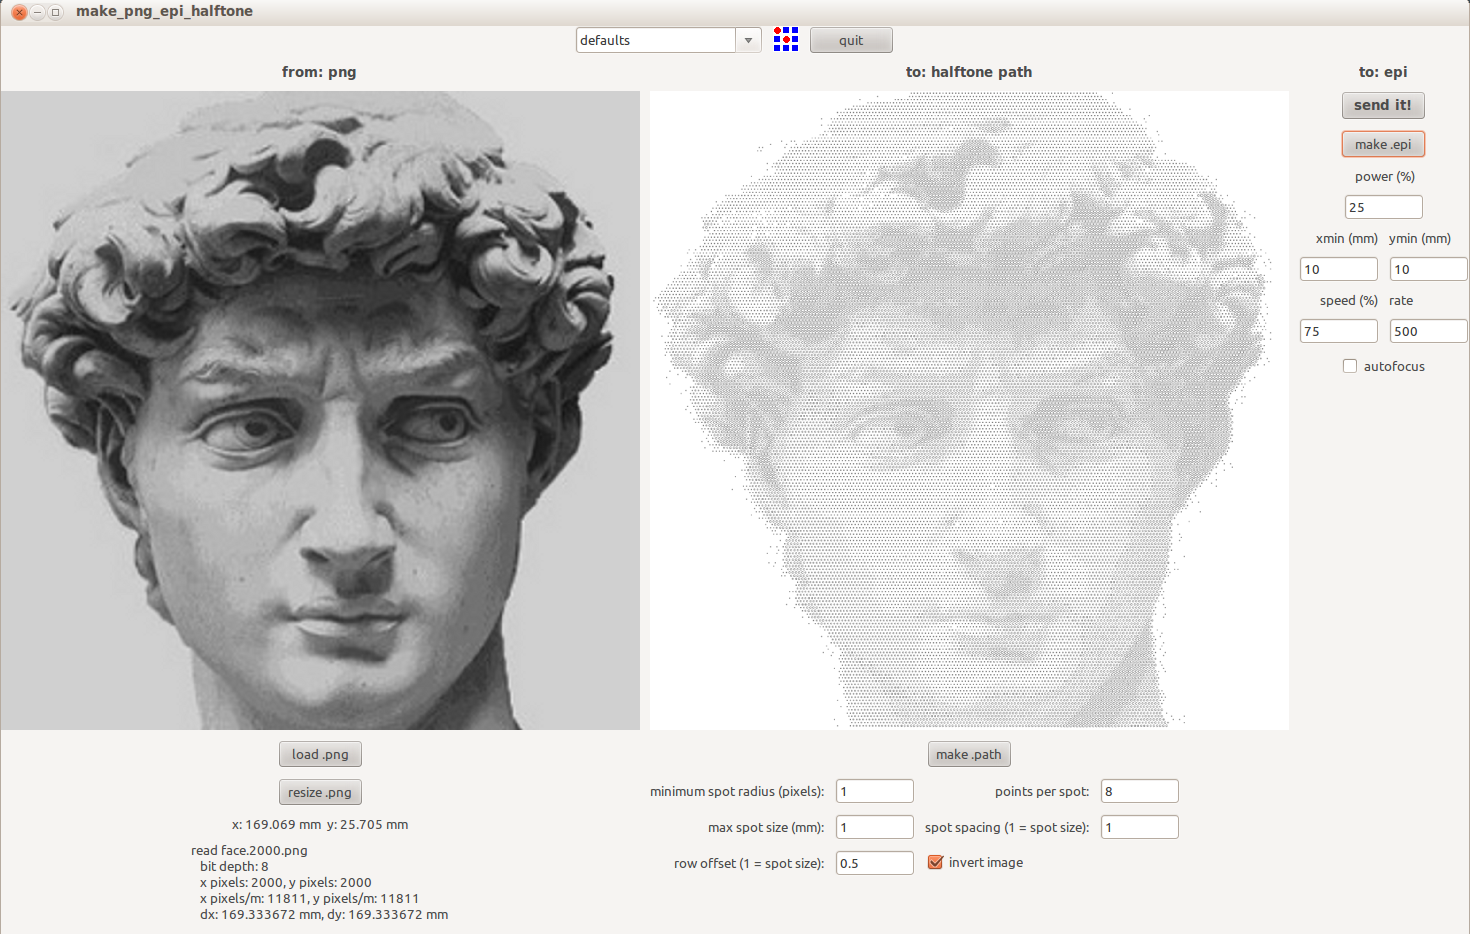 make_png_epi_halftone
defaults
quit
from: png
to: halftone path
to: epi
send it!
make .epi
power (%)
25
xmin (mm) ymin (mm)
10 10
speed (%) rate
75 500
autofocus
load .png
resize .png
x: 169.069 mm y: 25.705 mm
read face.2000.png
bit depth: 8
x pixels: 2000, y pixels: 2000
x pixels/m: 11811, y pixels/m: 11811
dx: 169.333672 mm, dy: 169.333672 mm
make .path
minimum spot radius (pixels): 1 points per spot: 8
max spot size (mm): 1 spot spacing (1 = spot size): 1
row offset (1 = spot size): 0.5 invert image